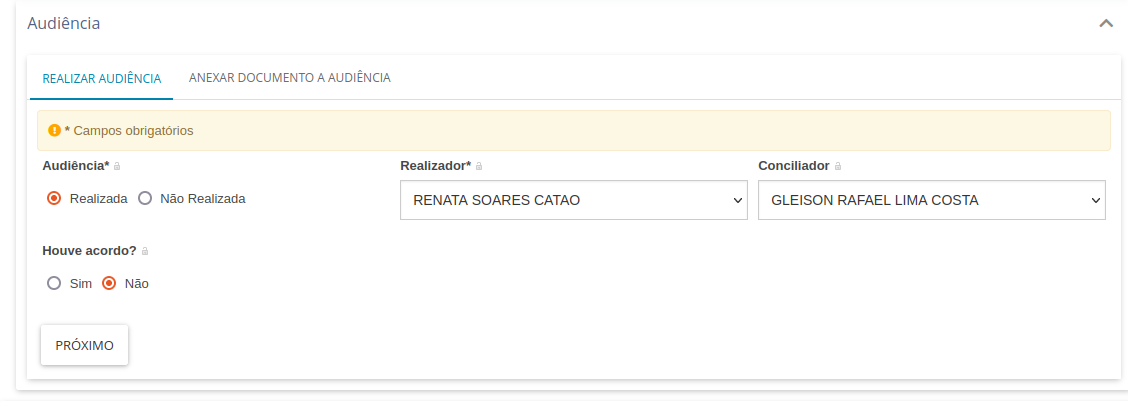 Audiência
REALIZAR AUDIÊNCIA ANEXAR DOCUMENTO A AUDIÊNCIA
* Campos obrigatórios
Audiência* Realizador* Conciliador
Realizada Não Realizada RENATA SOARES CATAO GLEISON RAFAEL LIMA COSTA
Houve acordo?
Sim Não
PRÓXIMO